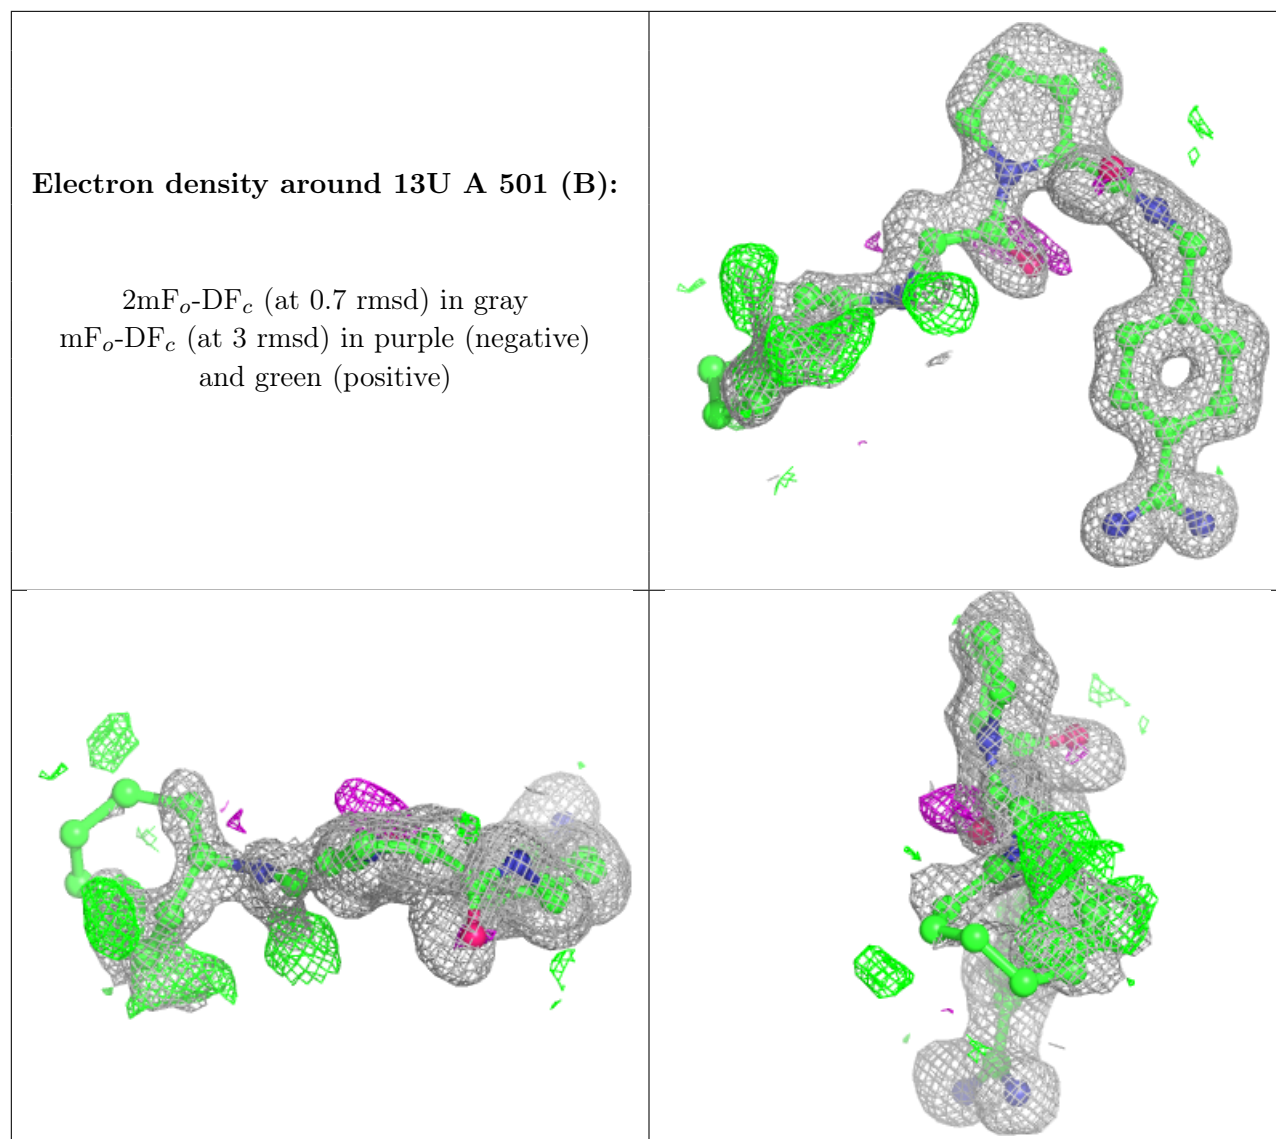 Electron density around 13U A 501 (B):
2mFo-DFc (at 0.7 rmsd) in gray
mFo-DFc (at 3 rmsd) in purple (negative)
and green (positive)